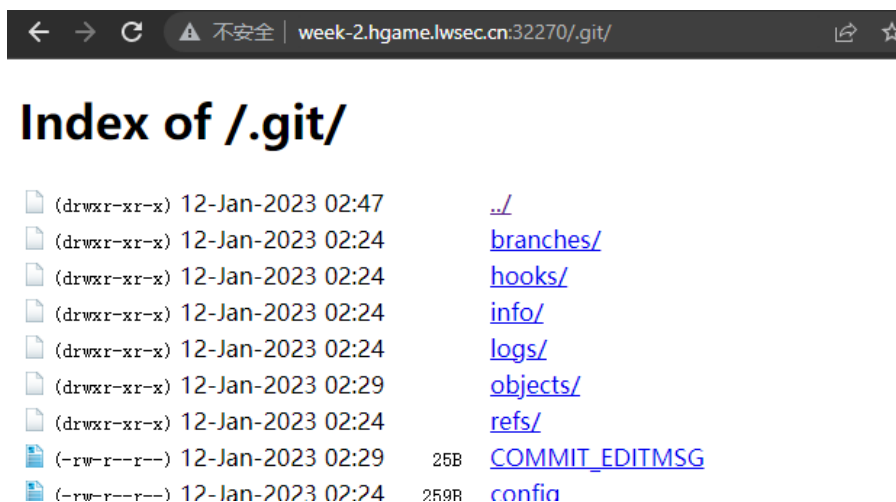 不安全 week-2.hgame.lwsec.cn:32270/.git/
Index of /.git/
(drwxr-xr-x) 12-Jan-2023 02:47 ../
(drwxr-xr-x) 12-Jan-2023 02:24 branches/
(drwxr-xr-x) 12-Jan-2023 02:24 hooks/
(drwxr-xr-x) 12-Jan-2023 02:24 info/
(drwxr-xr-x) 12-Jan-2023 02:24 logs/
(drwxr-xr-x) 12-Jan-2023 02:29 objects/
(drwxr-xr-x) 12-Jan-2023 02:24 refs/
(-rw-r--r--) 12-Jan-2023 02:29 25B COMMIT_EDITMSG
(-rw-r--r--) 12-Jan-2023 02:24 259B config